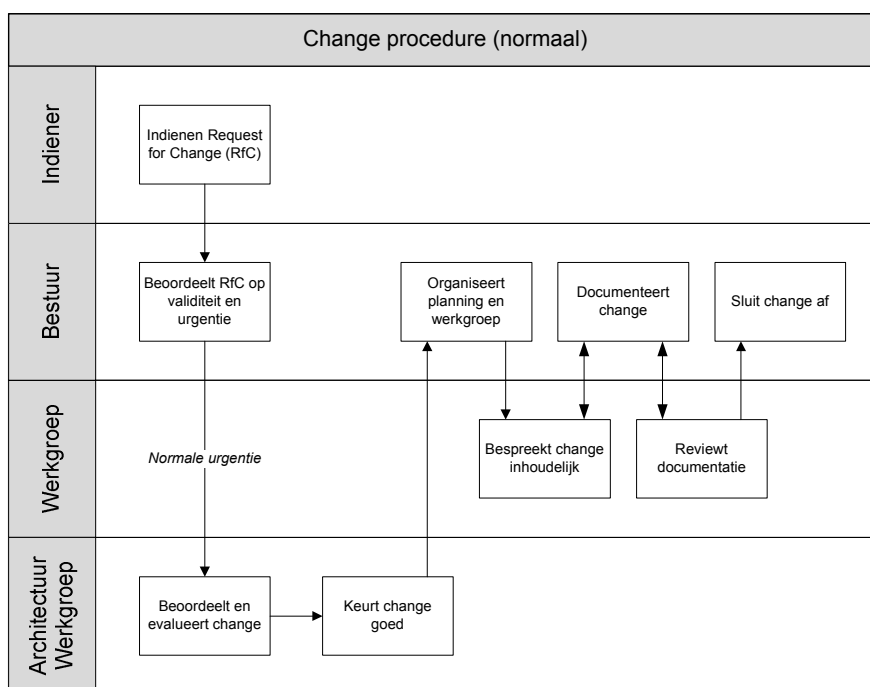 Change procedure (normaal)
Indiener
Indienen Request
for Change (RfC)
Bestuur
Beoordeelt RfC op
validiteit en
urgentie
Organiseert
planning en
werkgroep
Documenteert
change
Sluit change af
Werkgroep
Normale urgentie
Bespreekt change
inhoudelijk
Reviewt
documentatie
Architectuur
Werkgroep
Beoordeelt en
evalueert change
Keurt change
goed